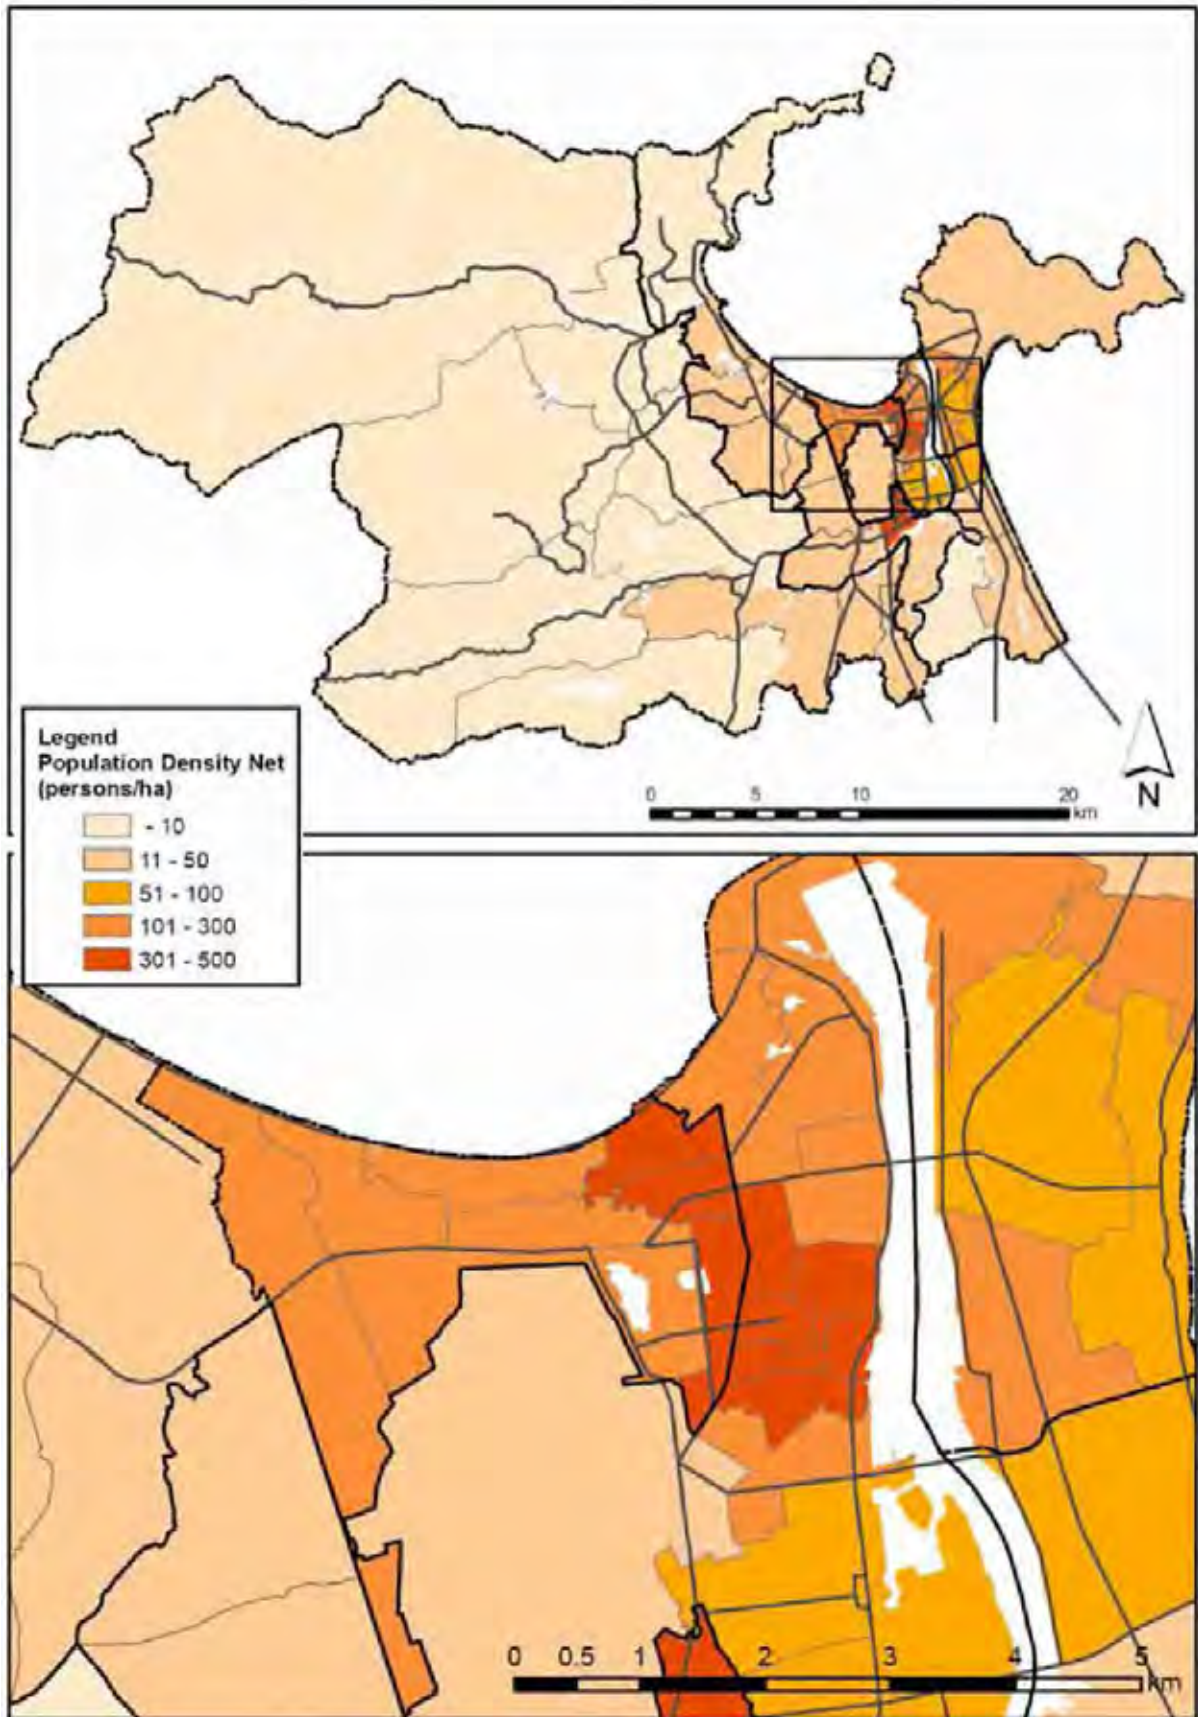 0 5 10 20
km
N
Legend
Population Density Net
(persons/ha)
- 10
11 - 50
51 - 100
101 - 300
301 - 500
0 0.5 1 2 3 4 5
km